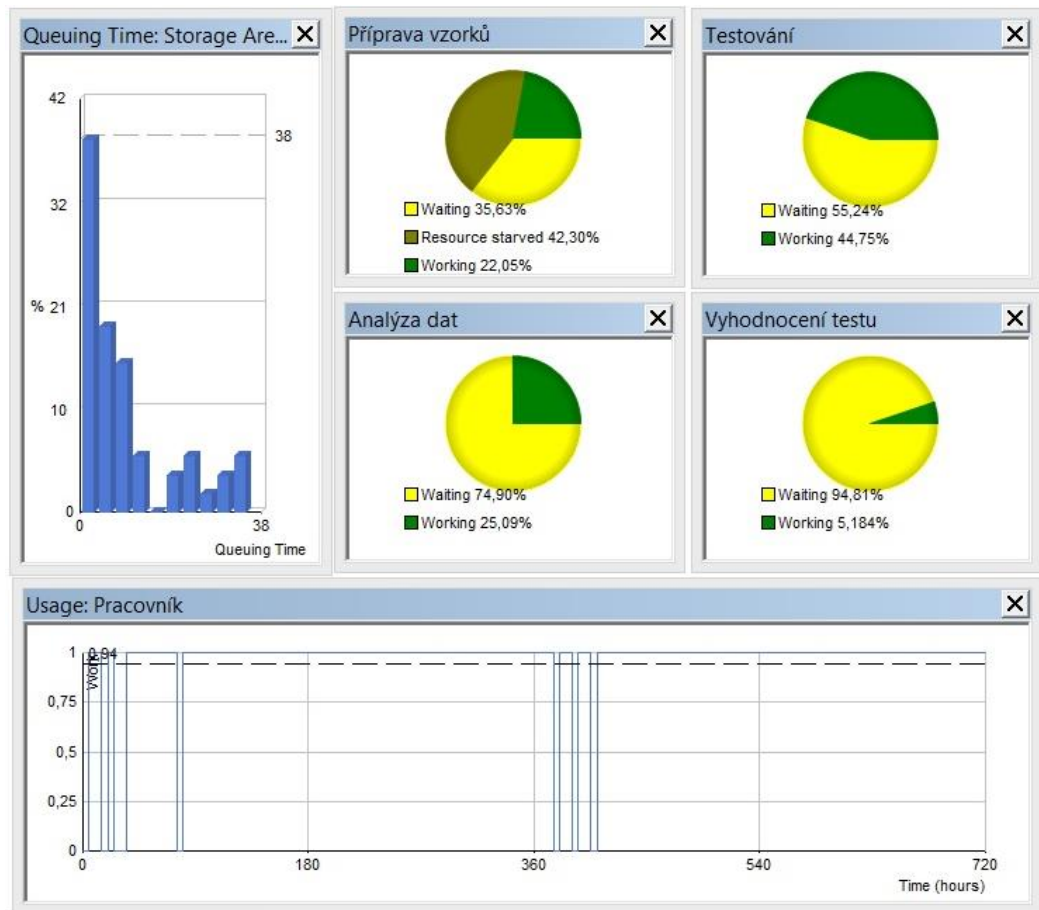 Queuing Time: Storage Are...
42
38
32
% 21
10
0
0 38
Queuing Time
Příprava vzorků
Waiting 35,63%
Resource starved 42,30%
Working 22,05%
Testování
Waiting 55,24%
Working 44,75%
Analýza dat
Waiting 74,90%
Working 25,09%
Vyhodnocení testu
Waiting 94,81%
Working 5,184%
Usage: Pracovník
1
0.94
0,75
0,5
0,25
0
0 180 360 540 720
Time (hours)